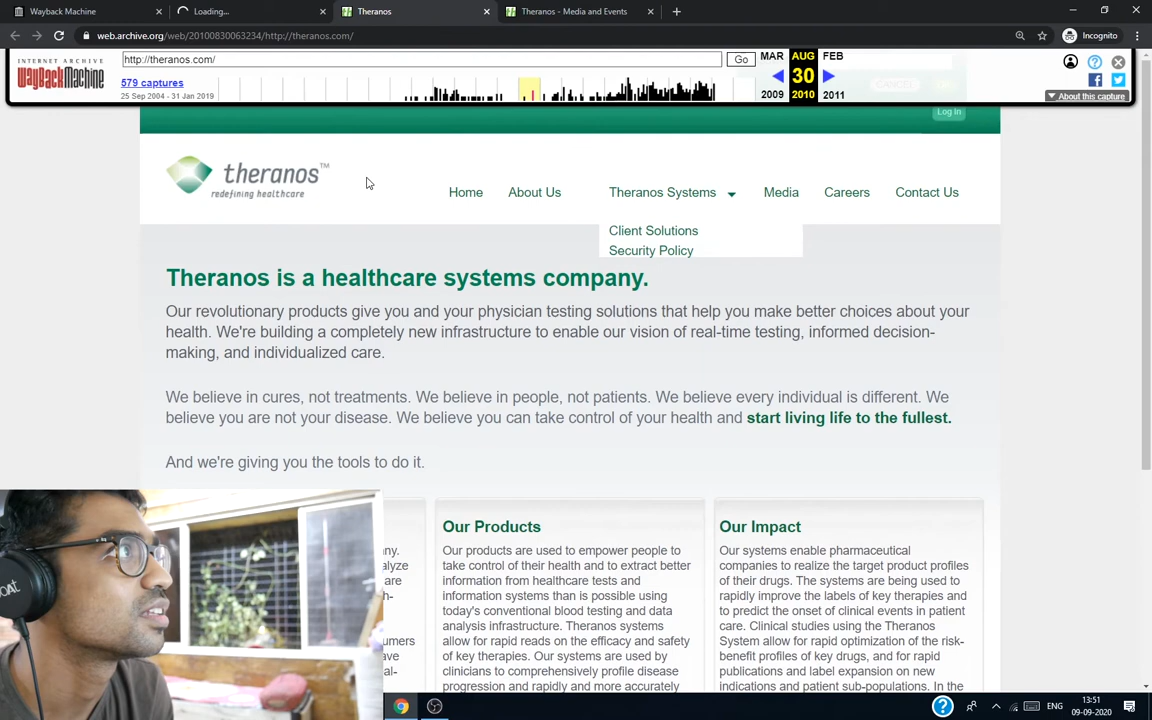 Wayback Machine
Loading...
Theranos
Theranos - Media and Events
web.archive.org/web/20100830063234/http://theranos.com/
Incognito
INTERNET ARCHIVE
WayBackMachine
http://theranos.com/
Go
MAR
AUG
FEB
579 captures
30
25 Sep 2004 - 31 Jan 2019
2009
2010
2011
About this capture
Log In
theranos™
redefining healthcare
Home
About Us
Theranos Systems
Media
Careers
Contact Us
Client Solutions
Security Policy
Theranos is a healthcare systems company.
Our revolutionary products give you and your physician testing solutions that help you make better choices about your
health. We're building a completely new infrastructure to enable our vision of real-time testing, informed decision-
making, and individualized care.
We believe in cures, not treatments. We believe in people, not patients. We believe every individual is different. We
believe you are not your disease. We believe you can take control of your health and start living life to the fullest.
And we're giving you the tools to do it.
ny.
alyze
are
h-
umers
ave
al-
Our Products
Our products are used to empower people to
take control of their health and to extract better
information from healthcare tests and
information systems than is possible using
today's conventional blood testing and data
analysis infrastructure. Theranos systems
allow for rapid reads on the efficacy and safety
of key therapies. Our systems are used by
clinicians to comprehensively profile disease
progression and rapidly and more accurately
Our Impact
Our systems enable pharmaceutical
companies to realize the target product profiles
of their drugs. The systems are being used to
rapidly improve the labels of key therapies and
to predict the onset of clinical events in patient
care. Clinical studies using the Theranos
System allow for rapid optimization of the risk-
benefit profiles of key drugs, and for rapid
publications and label expansion on new
indications and patient sub-populations. In the
ENG
13:51
09-09-2020